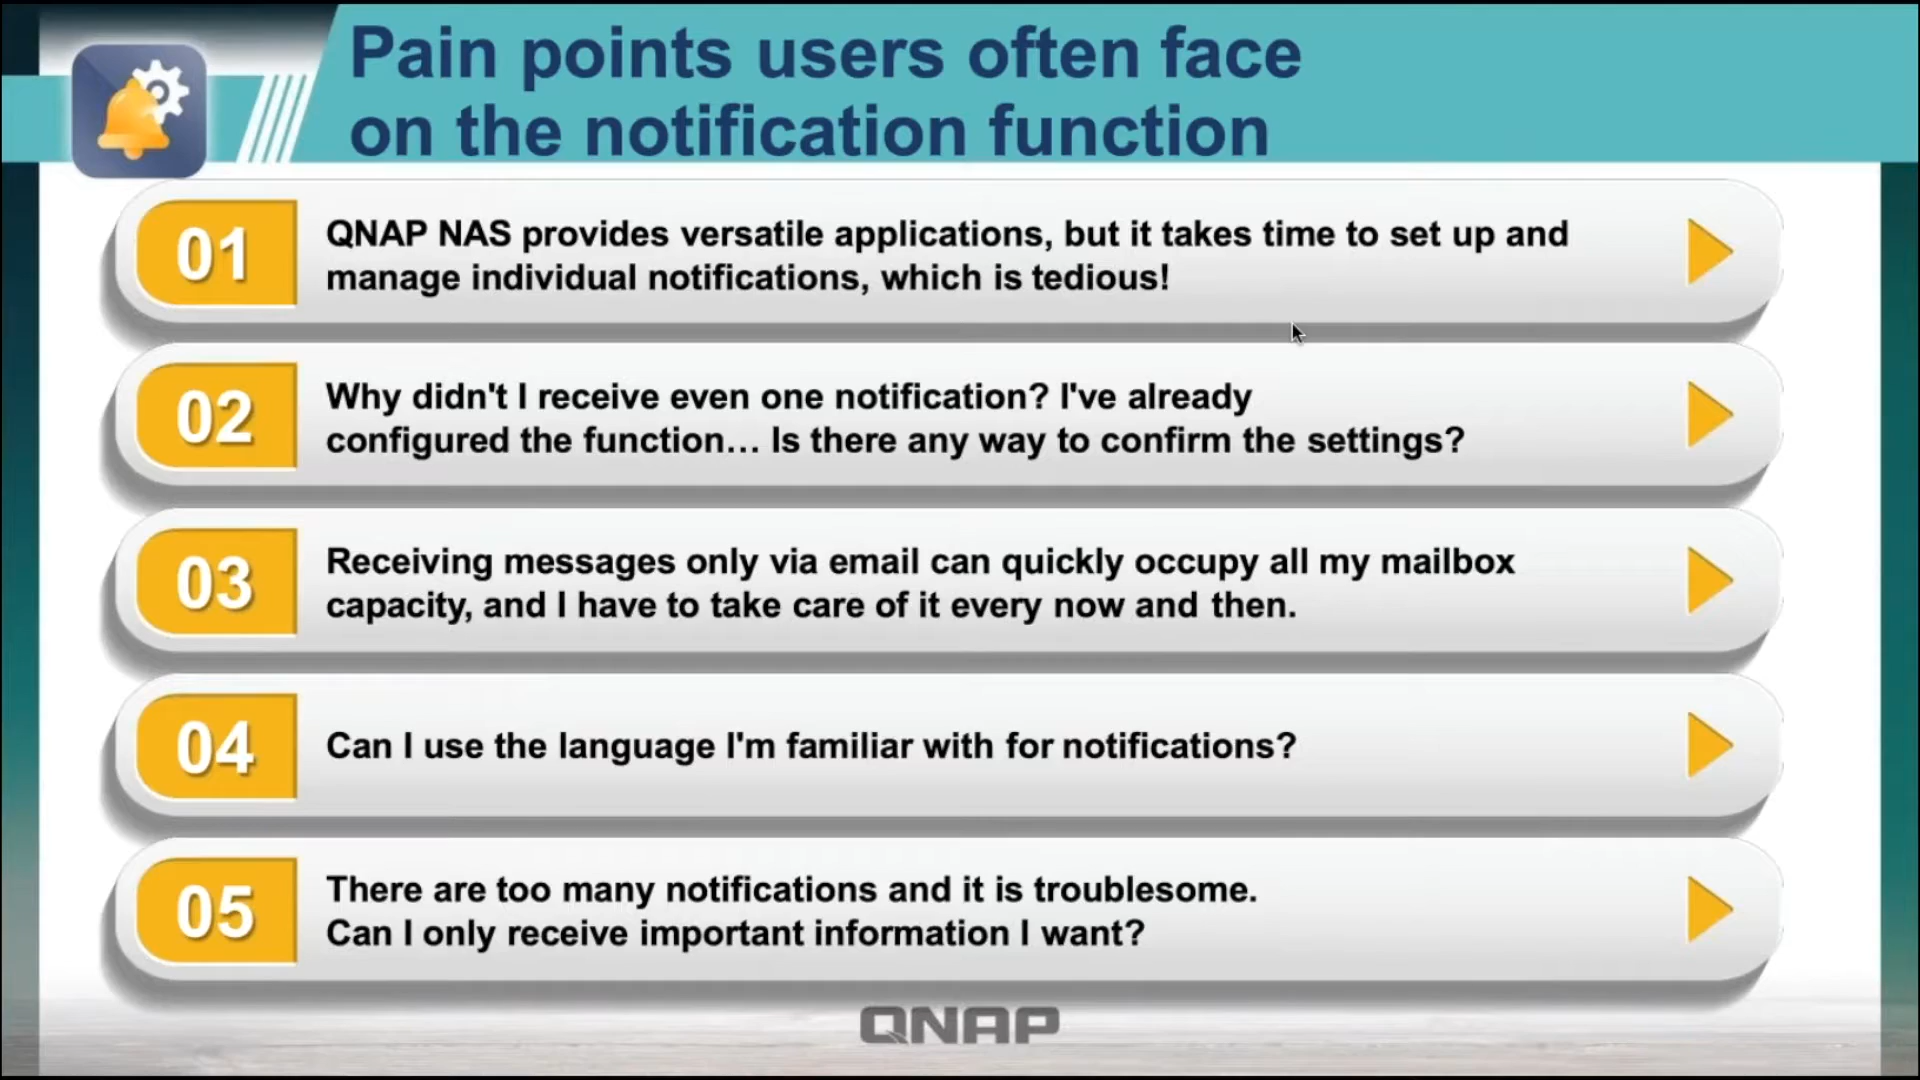 Pain points users often face
on the notification function
01
QNAP NAS provides versatile applications, but it takes time to set up and
manage individual notifications, which is tedious!
02
Why didn't I receive even one notification? I've already
configured the function... Is there any way to confirm the settings?
03
Receiving messages only via email can quickly occupy all my mailbox
capacity, and I have to take care of it every now and then.
04
Can I use the language I'm familiar with for notifications?
05
There are too many notifications and it is troublesome.
Can I only receive important information I want?
QNAP